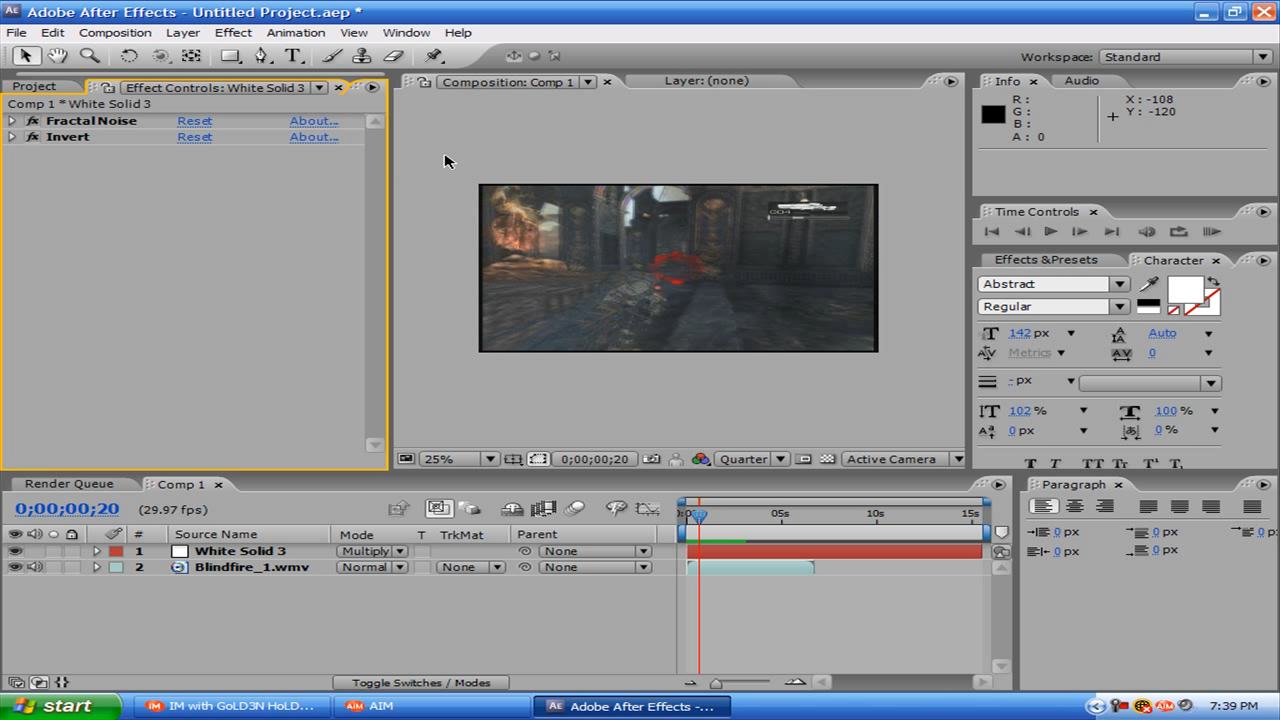 Adobe After Effects - Untitled Project.aep *
File Edit Composition Layer Effect Animation View Window Help
Workspace: Standard
Project Effect Controls: White Solid 3
Comp 1 * White Solid 3
Fractal Noise Reset About...
Invert Reset About...
Composition: Comp 1 Layer: (none)
25% 0;00;00;20 Quarter Active Camera
Info Audio
R : X : -108
G : Y : -120
B :
A : 0
Time Controls
Effects & Presets Character
Abstract
Regular
142 px Auto
Metrics 0
- px
102 % 100 %
0 px 0 %
T T TT Tr T¹ T,
Render Queue Comp 1
0;00;00;20 (29.97 fps)
05s 10s 15s
# Source Name Mode T TrkMat Parent
1 White Solid 3 Multiply None
2 Blindfire_1.wmv Normal None None
Toggle Switches / Modes
Paragraph
0 px 0 px 0 px
0 px 0 px
start IM with GoLD3N HoLD... AIM Adobe After Effects -... 7:39 PM